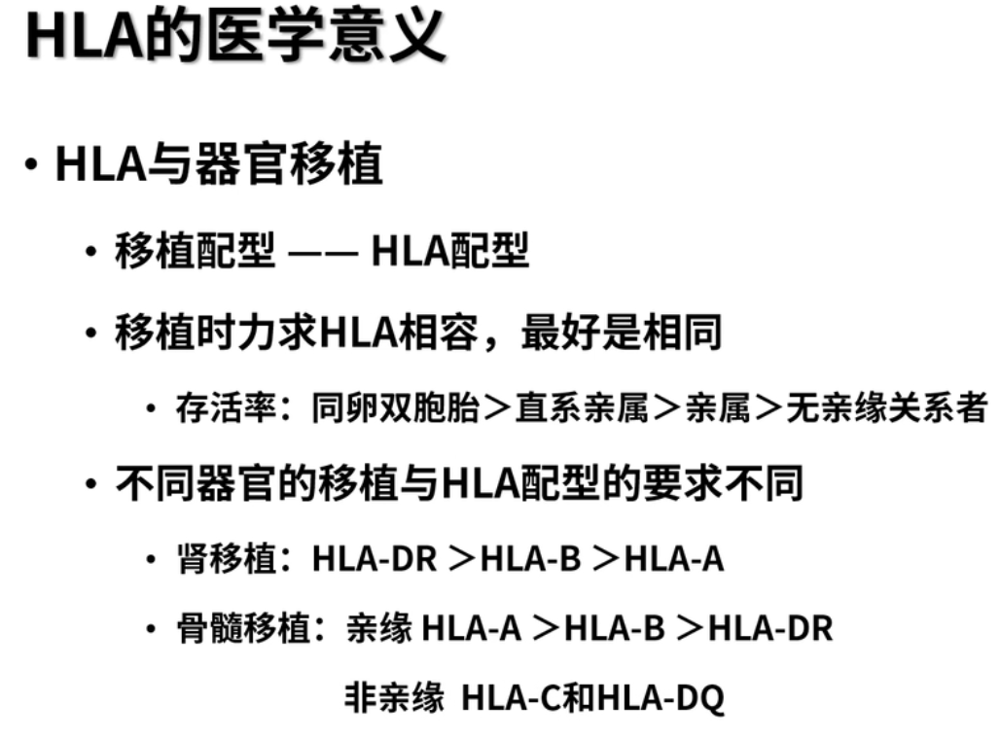 HLA的医学意义
• HLA与器官移植
• 移植配型 —— HLA配型
• 移植时力求HLA相容，最好是相同
• 存活率：同卵双胞胎＞直系亲属＞亲属＞无亲缘关系者
• 不同器官的移植与HLA配型的要求不同
• 肾移植：HLA-DR ＞HLA-B ＞HLA-A
• 骨髓移植：亲缘 HLA-A ＞HLA-B ＞HLA-DR
非亲缘 HLA-C和HLA-DQ